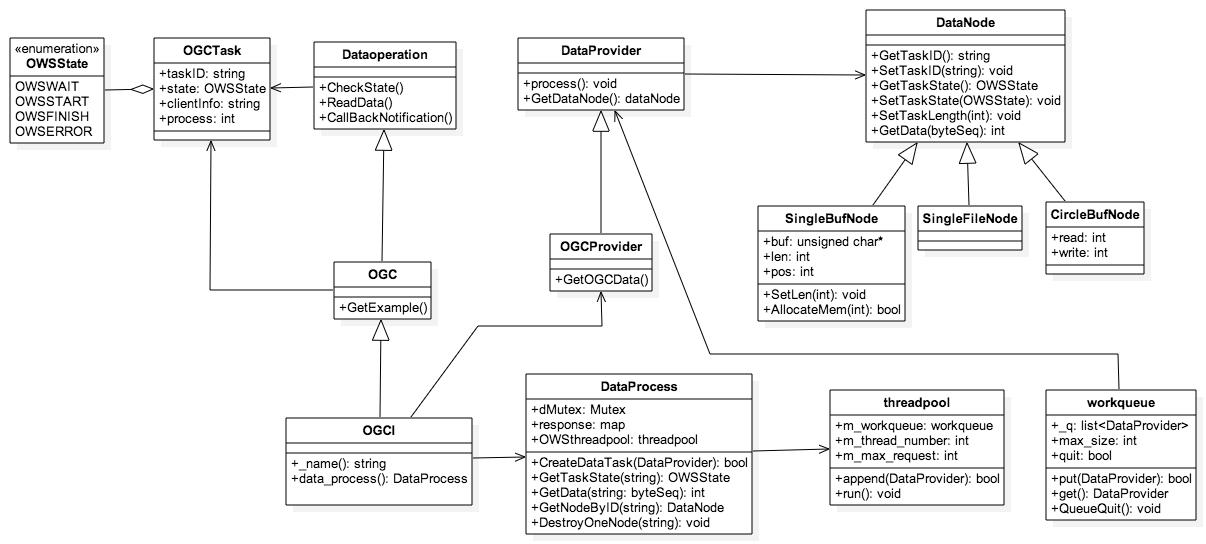 «enumeration»
OWSState
OWSWAIT
OWSSTART
OWSFINISH
OWSERROR
OGCTask
+taskID: string
+state: OWSState
+clientInfo: string
+process: int
Dataoperation
+CheckState()
+ReadData()
+CallBackNotification()
DataProvider
+process(): void
+GetDataNode(): dataNode
DataNode
+GetTaskID(): string
+SetTaskID(string): void
+GetTaskState(): OWSState
+SetTaskState(OWSState): void
+SetTaskLength(int): void
+GetData(byteSeq): int
SingleBufNode
+buf: unsigned char*
+len: int
+pos: int
+SetLen(int): void
+AllocateMem(int): bool
SingleFileNode
CircleBufNode
+read: int
+write: int
OGC
+GetExample()
OGCProvider
+GetOGCData()
OGCI
+_name(): string
+data_process(): DataProcess
DataProcess
+dMutex: Mutex
+response: map
+OWSthreadpool: threadpool
+CreateDataTask(DataProvider): bool
+GetTaskState(string): OWSState
+GetData(string: byteSeq): int
+GetNodeByID(string): DataNode
+DestroyOneNode(string): void
threadpool
+m_workqueue: workqueue
+m_thread_number: int
+m_max_request: int
+append(DataProvider): bool
+run(): void
workqueue
+_q: list<DataProvider>
+max_size: int
+quit: bool
+put(DataProvider): bool
+get(): DataProvider
+QueueQuit(): void